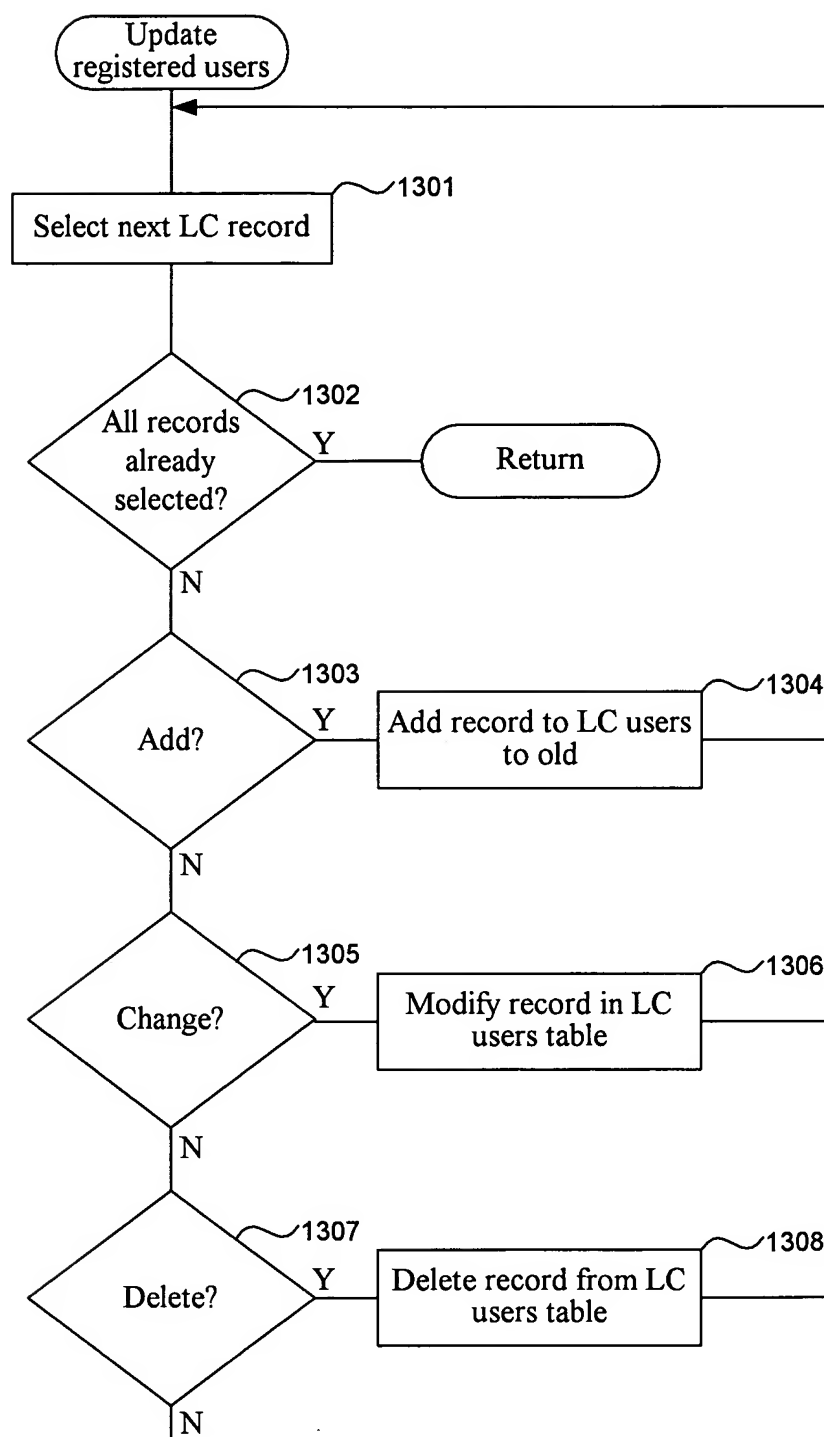 Update
registered users
1301
Select next LC record
1302
All records
already
selected?
Y
Return
N
1303
Add?
Y
1304
Add record to LC users
to old
N
1305
Change?
Y
1306
Modify record in LC
users table
N
1307
Delete?
Y
1308
Delete record from LC
users table
N